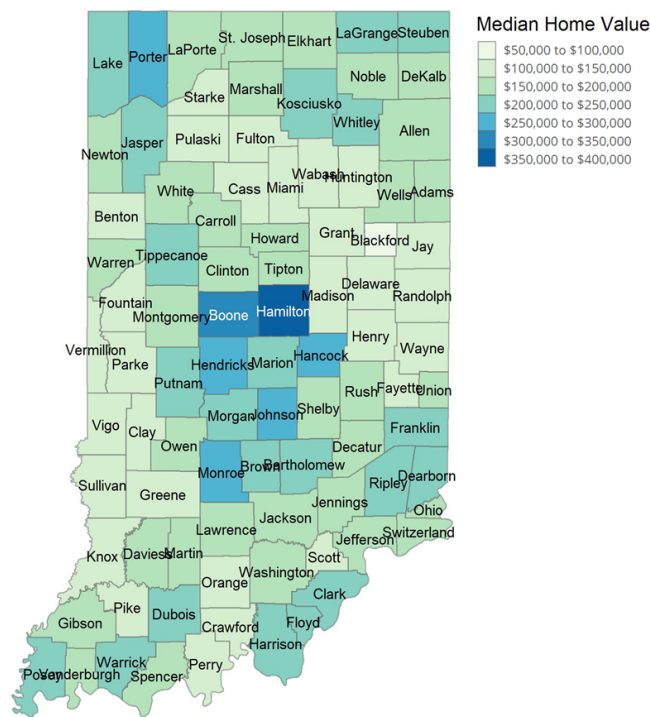 Median Home Value
$50,000 to $100,000
$100,000 to $150,000
$150,000 to $200,000
$200,000 to $250,000
$250,000 to $300,000
$300,000 to $350,000
$350,000 to $400,000
Lake
Porter
LaPorte
St. Joseph
Elkhart
LaGrange
Steuben
Noble
DeKalb
Starke
Marshall
Kosciusko
Whitley
Allen
Newton
Jasper
Pulaski
Fulton
White
Cass
Miami
Wabash
Huntington
Wells
Adams
Benton
Carroll
Howard
Grant
Blackford
Jay
Warren
Tippecanoe
Clinton
Tipton
Madison
Delaware
Randolph
Fountain
Montgomery
Boone
Hamilton
Vermillion
Parke
Putnam
Hendricks
Marion
Hancock
Henry
Wayne
Rush
Fayette
Union
Vigo
Clay
Owen
Morgan
Johnson
Shelby
Decatur
Franklin
Sullivan
Greene
Monroe
Brown
Bartholomew
Ripley
Dearborn
Jennings
Ohio
Switzerland
Jefferson
Knox
Daviess
Martin
Lawrence
Jackson
Scott
Washington
Orange
Clark
Gibson
Pike
Dubois
Crawford
Floyd
Harrison
Posey
Vanderburgh
Warrick
Spencer
Perry